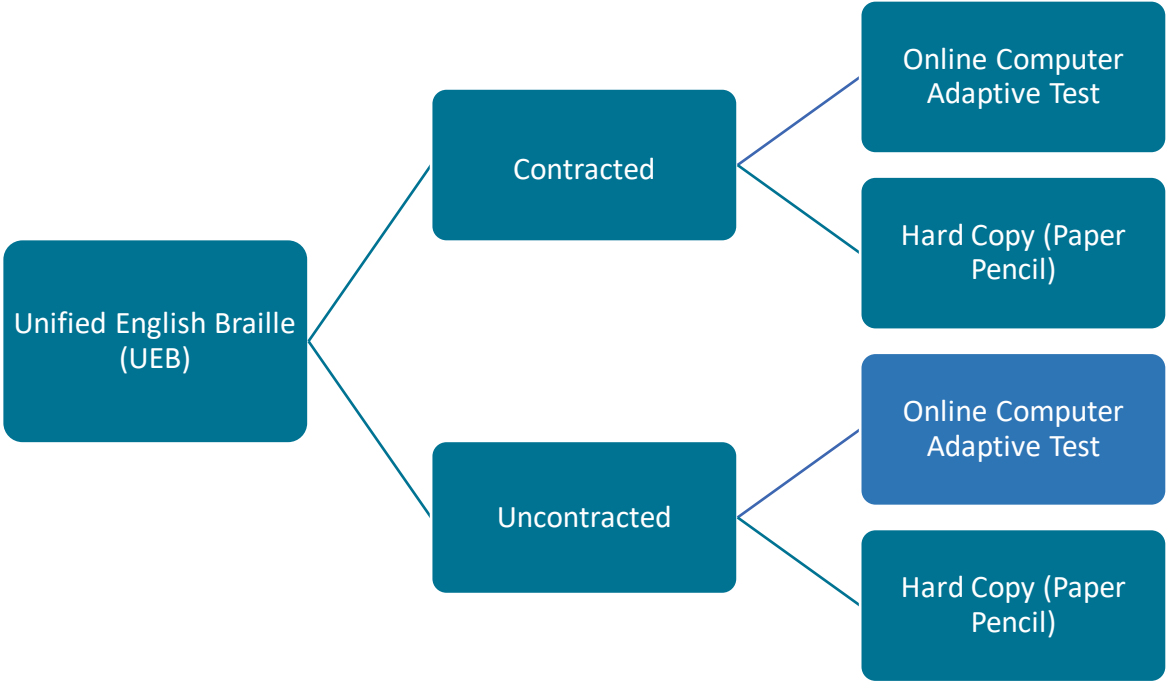 Unified English Braille
(UEB)
Contracted
Online Computer
Adaptive Test
Hard Copy (Paper
Pencil)
Uncontracted
Online Computer
Adaptive Test
Hard Copy (Paper
Pencil)